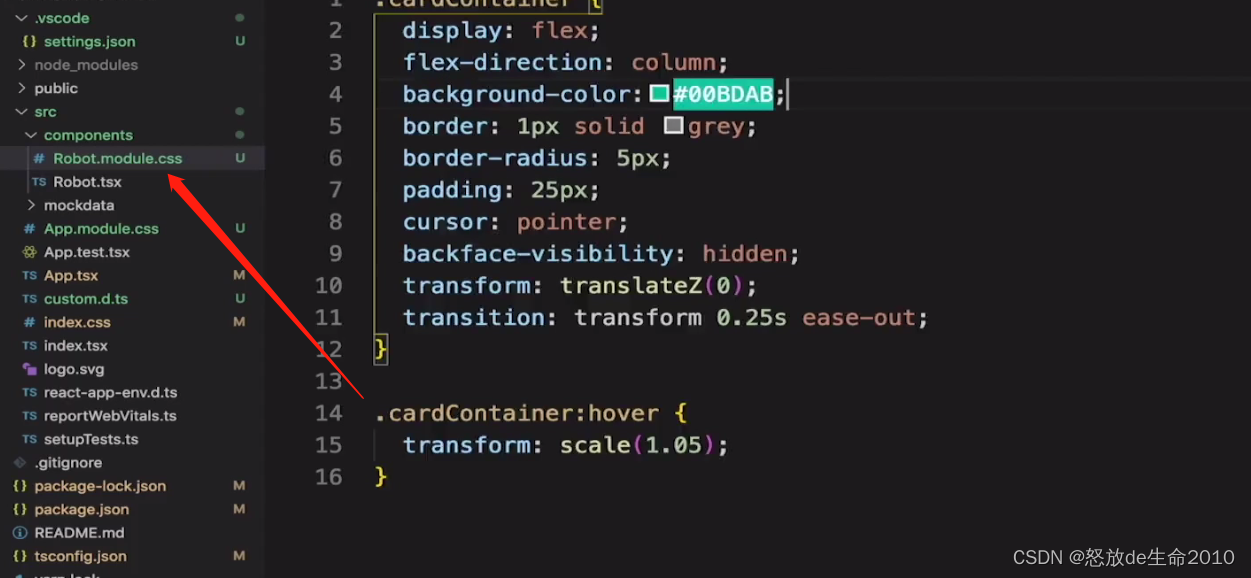 .vscode
{} settings.json U
node_modules
public
src
components
# Robot.module.css U
TS Robot.tsx
mockdata
# App.module.css U
App.test.tsx
TS App.tsx M
TS custom.d.ts U
# index.css M
TS index.tsx
logo.svg
TS react-app-env.d.ts
TS reportWebVitals.ts
TS setupTests.ts
.gitignore
{} package-lock.json M
{} package.json M
README.md
{} tsconfig.json M
yarn.lock
1 .cardContainer {
2 display: flex;
3 flex-direction: column;
4 background-color: #00BDAB;
5 border: 1px solid grey;
6 border-radius: 5px;
7 padding: 25px;
8 cursor: pointer;
9 backface-visibility: hidden;
10 transform: translateZ(0);
11 transition: transform 0.25s ease-out;
12 }
13
14 .cardContainer:hover {
15 transform: scale(1.05);
16 }
CSDN @怒放de生命2010